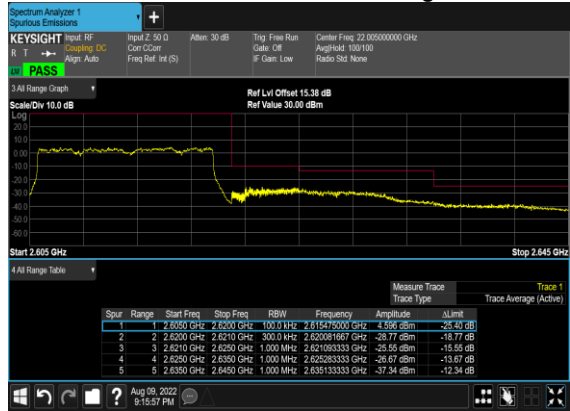 Spectrum Analyzer 1
Spurious Emissions
+
KEYSIGHT Input: RF Input Z: 50 Ω Atten: 30 dB Trig: Free Run Center Freq: 22.005000000 GHz
R T Coupling: DC Corr CCorr Gate: Off Avg|Hold: 100/100
Align: Auto Freq Ref: Int (S) IF Gain: Low Radio Std: None
PASS
3 All Range Graph
Ref Lvl Offset 15.38 dB
Scale/Div 10.0 dB Ref Value 30.00 dBm
Log
20.0
10.0
0.00
-10.0
-20.0
-30.0
-40.0
-50.0
-60.0
Start 2.605 GHz Stop 2.645 GHz
4 All Range Table
Measure Trace Trace 1
Trace Type Trace Average (Active)
Spur Range Start Freq Stop Freq RBW Frequency Amplitude ΔLimit
1 1 2.6050 GHz 2.6200 GHz 100.0 kHz 2.615475000 GHz 4.596 dBm -25.40 dB
2 2 2.6200 GHz 2.6210 GHz 300.0 kHz 2.620081667 GHz -28.77 dBm -18.77 dB
3 3 2.6210 GHz 2.6250 GHz 1.000 MHz 2.621093333 GHz -25.55 dBm -15.55 dB
4 4 2.6250 GHz 2.6350 GHz 1.000 MHz 2.625283333 GHz -26.67 dBm -13.67 dB
5 5 2.6350 GHz 2.6450 GHz 1.000 MHz 2.635133333 GHz -37.34 dBm -12.34 dB
? Aug 09, 2022
9:15:57 PM